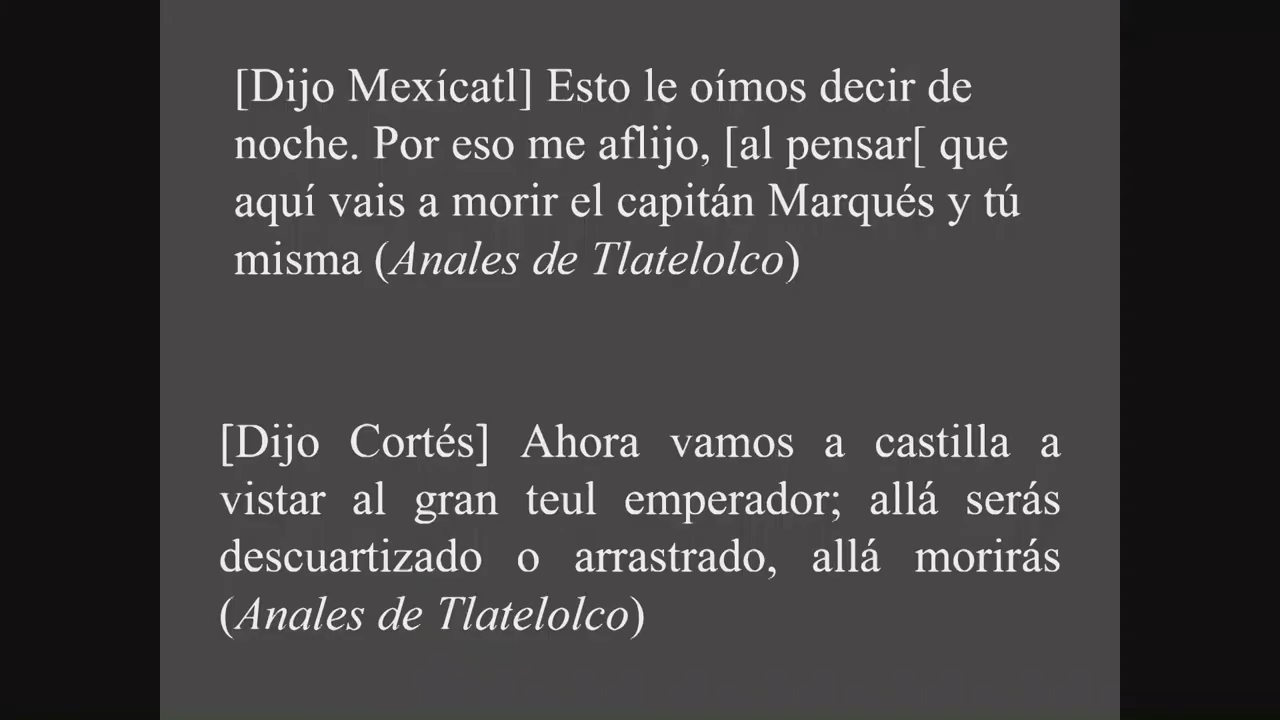 [Dijo Mexícatl] Esto le oímos decir de
noche. Por eso me aflijo, [al pensar[ que
aquí vais a morir el capitán Marqués y tú
misma (Anales de Tlatelolco)
[Dijo Cortés] Ahora vamos a castilla a
vistar al gran teul emperador; allá serás
descuartizado o arrastrado, allá morirás
(Anales de Tlatelolco)